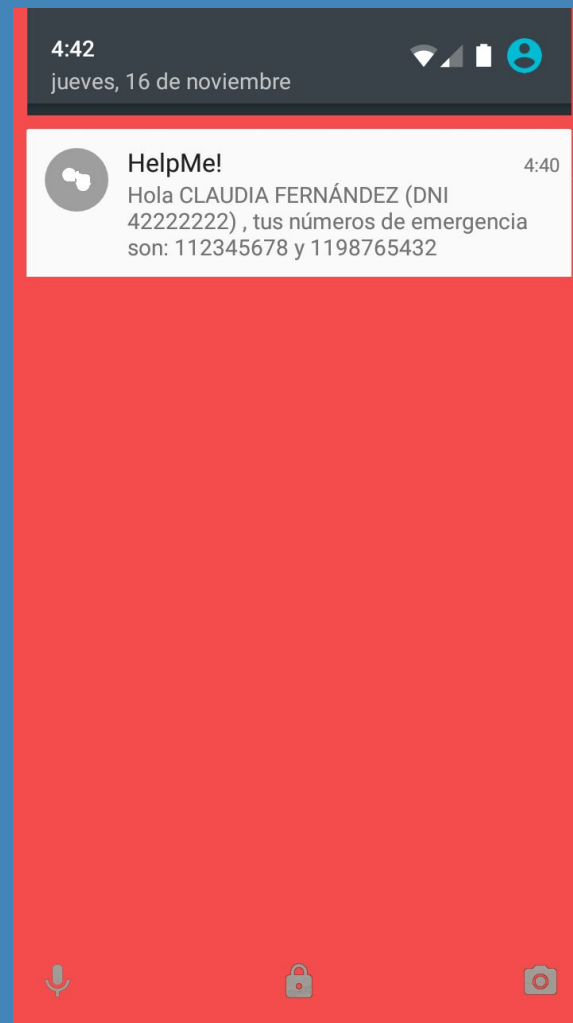 4:42
jueves, 16 de noviembre
HelpMe! 4:40
Hola CLAUDIA FERNÁNDEZ (DNI
42222222) , tus números de emergencia
son: 112345678 y 1198765432